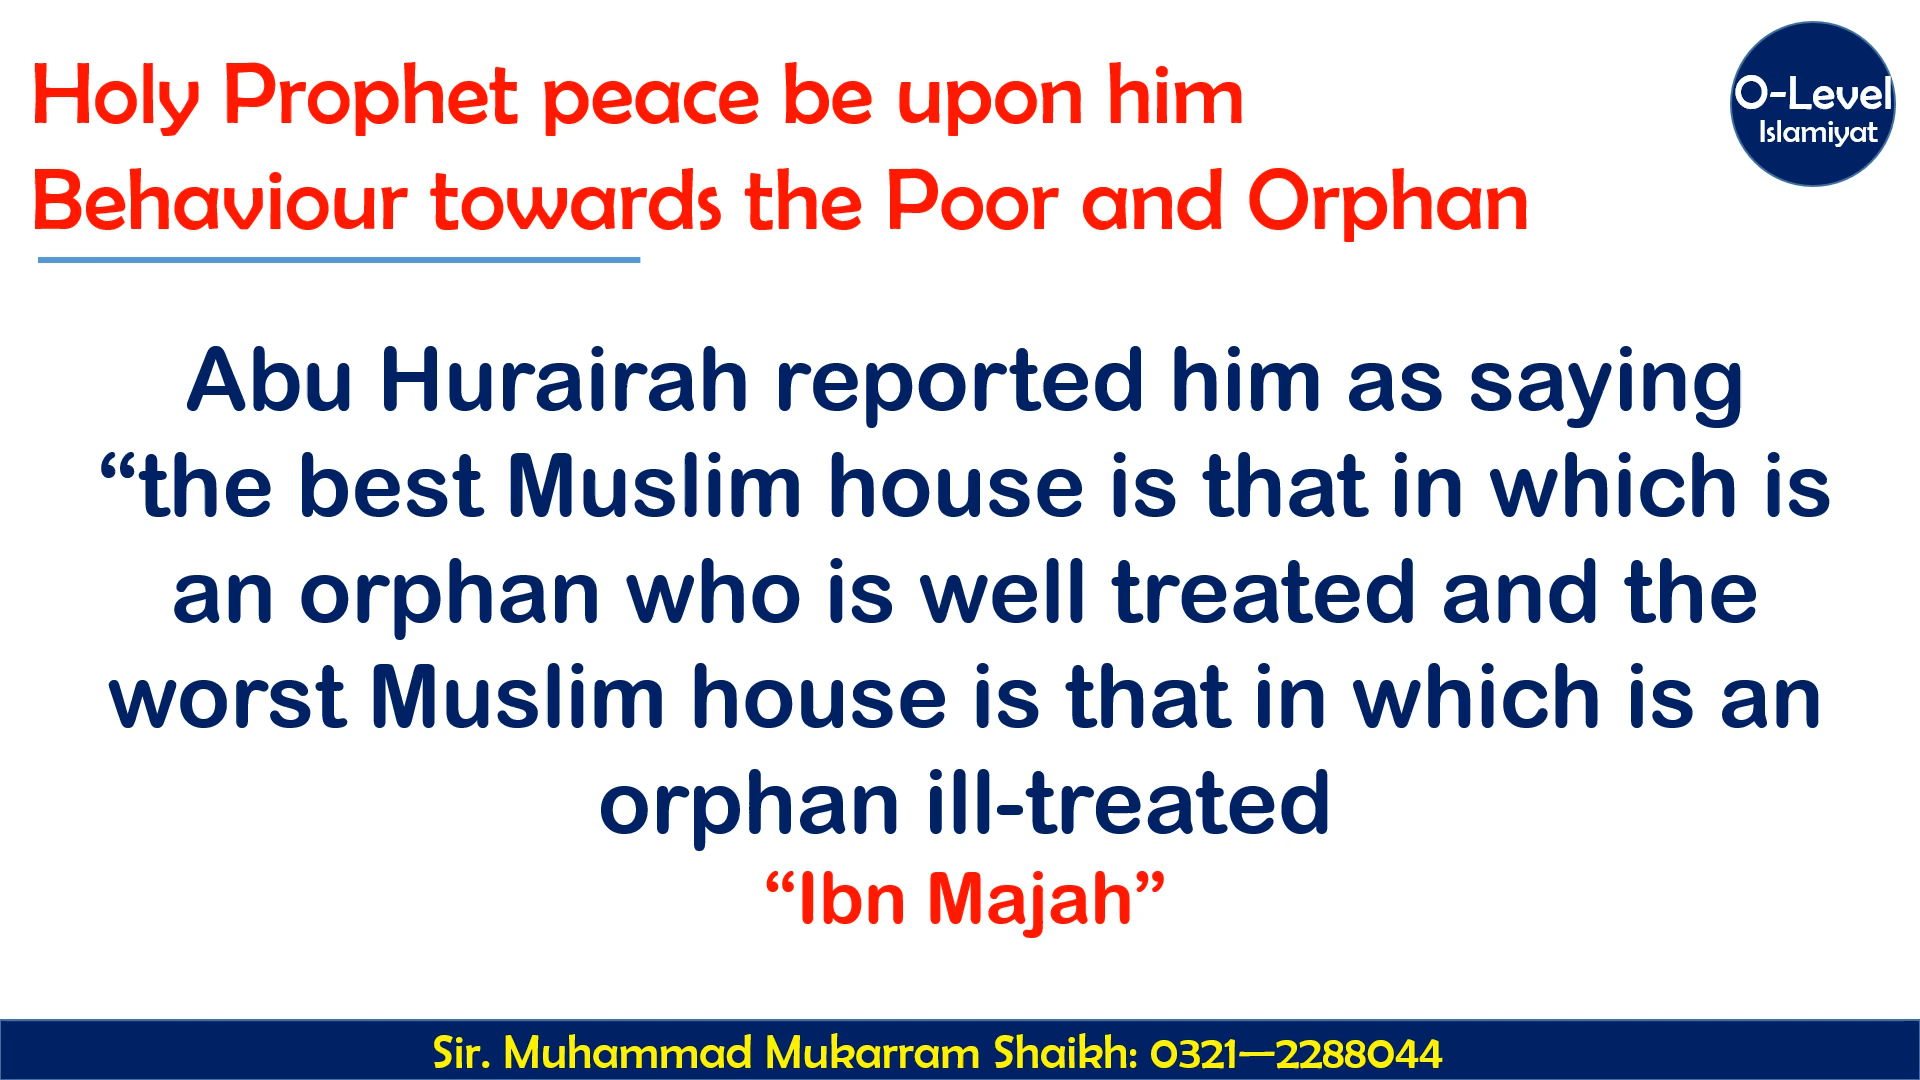 Holy Prophet peace be upon him
Behaviour towards the Poor and Orphan
O-Level
Islamiyat
Abu Hurairah reported him as saying
“the best Muslim house is that in which is
an orphan who is well treated and the
worst Muslim house is that in which is an
orphan ill-treated
“Ibn Majah”
Sir. Muhammad Mukarram Shaikh: 0321—2288044